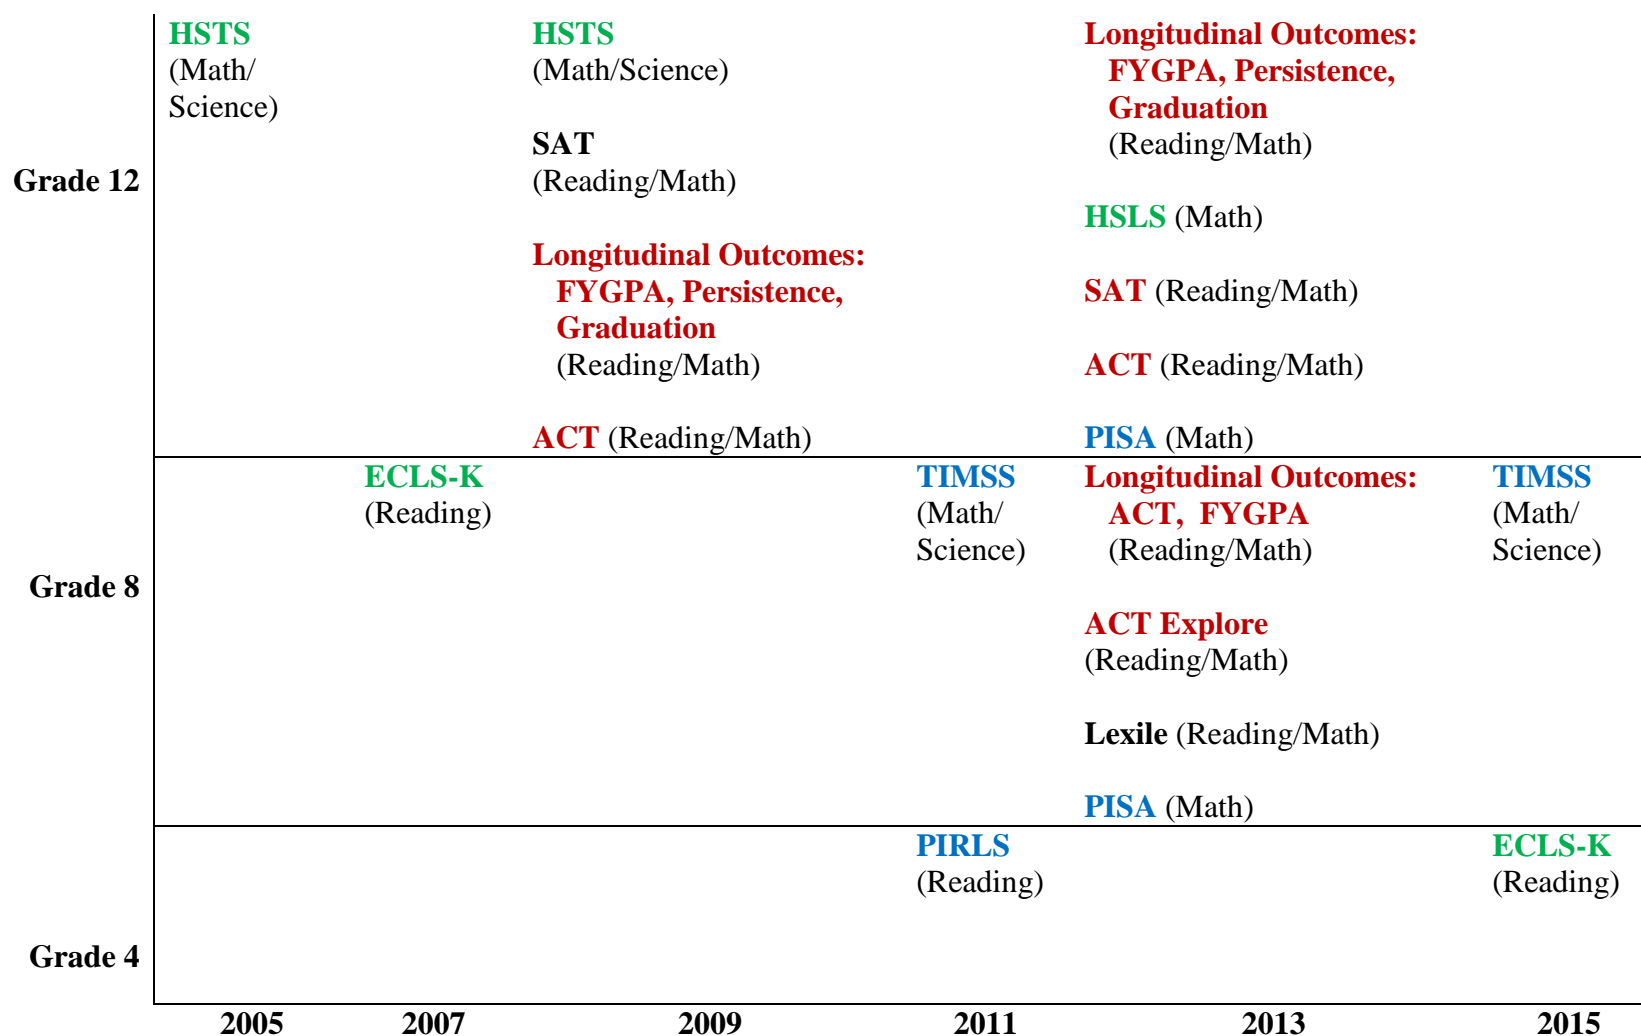 Grade 12
HSTS
(Math/
Science)
HSTS
(Math/Science)
SAT
(Reading/Math)
Longitudinal Outcomes:
FYGPA, Persistence,
Graduation
(Reading/Math)
ACT (Reading/Math)
Longitudinal Outcomes:
FYGPA, Persistence,
Graduation
(Reading/Math)
HSLS (Math)
SAT (Reading/Math)
ACT (Reading/Math)
PISA (Math)
Grade 8
ECLS-K
(Reading)
TIMSS
(Math/
Science)
Longitudinal Outcomes:
ACT, FYGPA
(Reading/Math)
ACT Explore
(Reading/Math)
Lexile (Reading/Math)
PISA (Math)
TIMSS
(Math/
Science)
Grade 4
PIRLS
(Reading)
ECLS-K
(Reading)
2005 2007 2009 2011 2013 2015